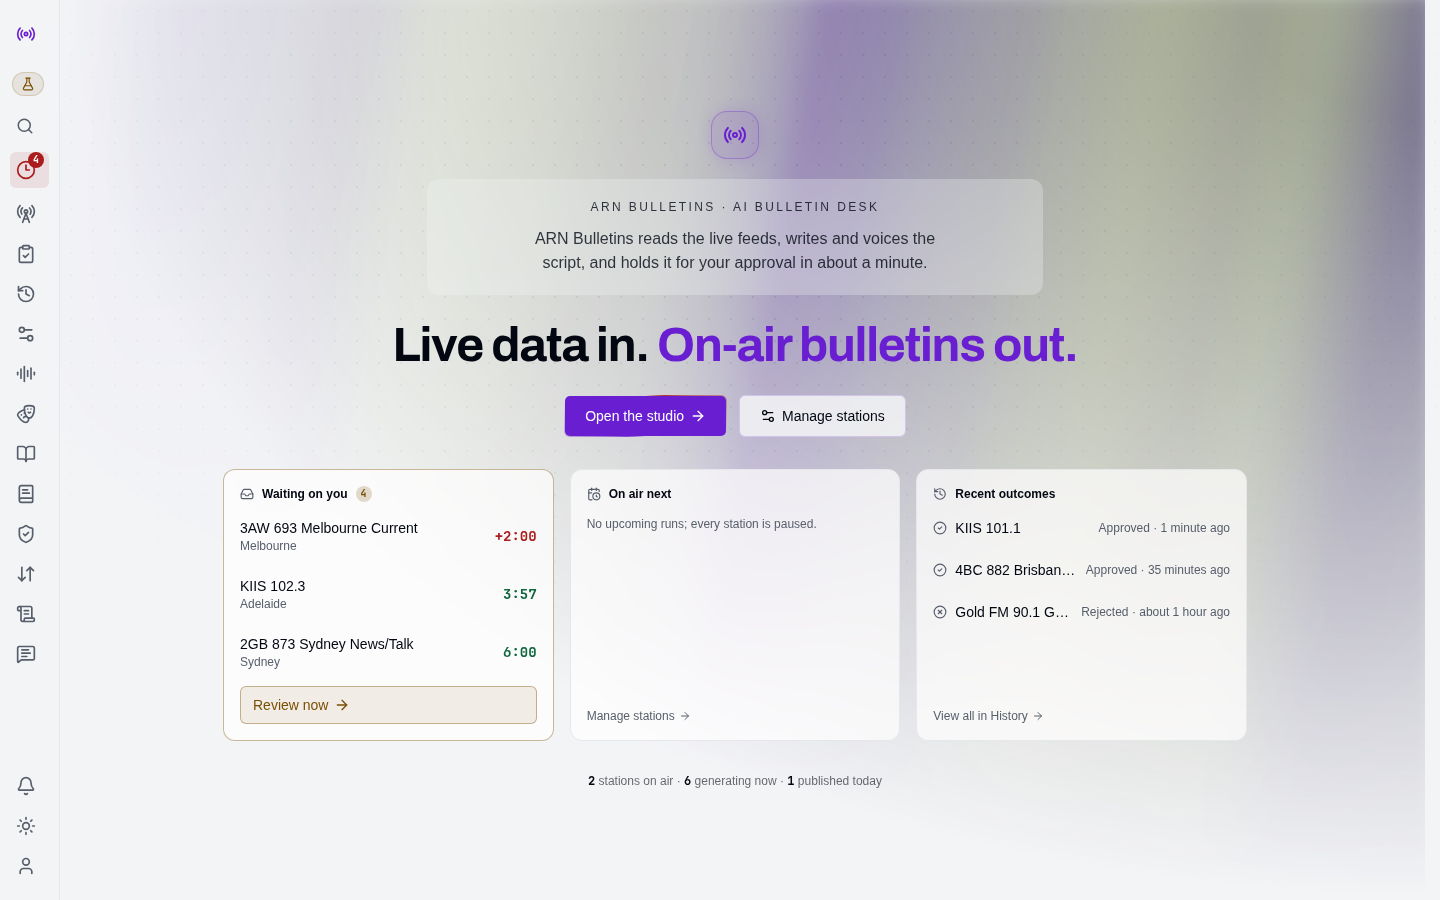 4
ARN BULLETINS · AI BULLETIN DESK
ARN Bulletins reads the live feeds, writes and voices the
script, and holds it for your approval in about a minute.
Live data in. On-air bulletins out.
Open the studio →
Manage stations
Waiting on you 4
3AW 693 Melbourne Current
Melbourne
+2:00
KIIS 102.3
Adelaide
3:57
2GB 873 Sydney News/Talk
Sydney
6:00
Review now →
On air next
No upcoming runs; every station is paused.
Manage stations →
Recent outcomes
KIIS 101.1 Approved · 1 minute ago
4BC 882 Brisban… Approved · 35 minutes ago
Gold FM 90.1 G… Rejected · about 1 hour ago
View all in History →
2 stations on air · 6 generating now · 1 published today